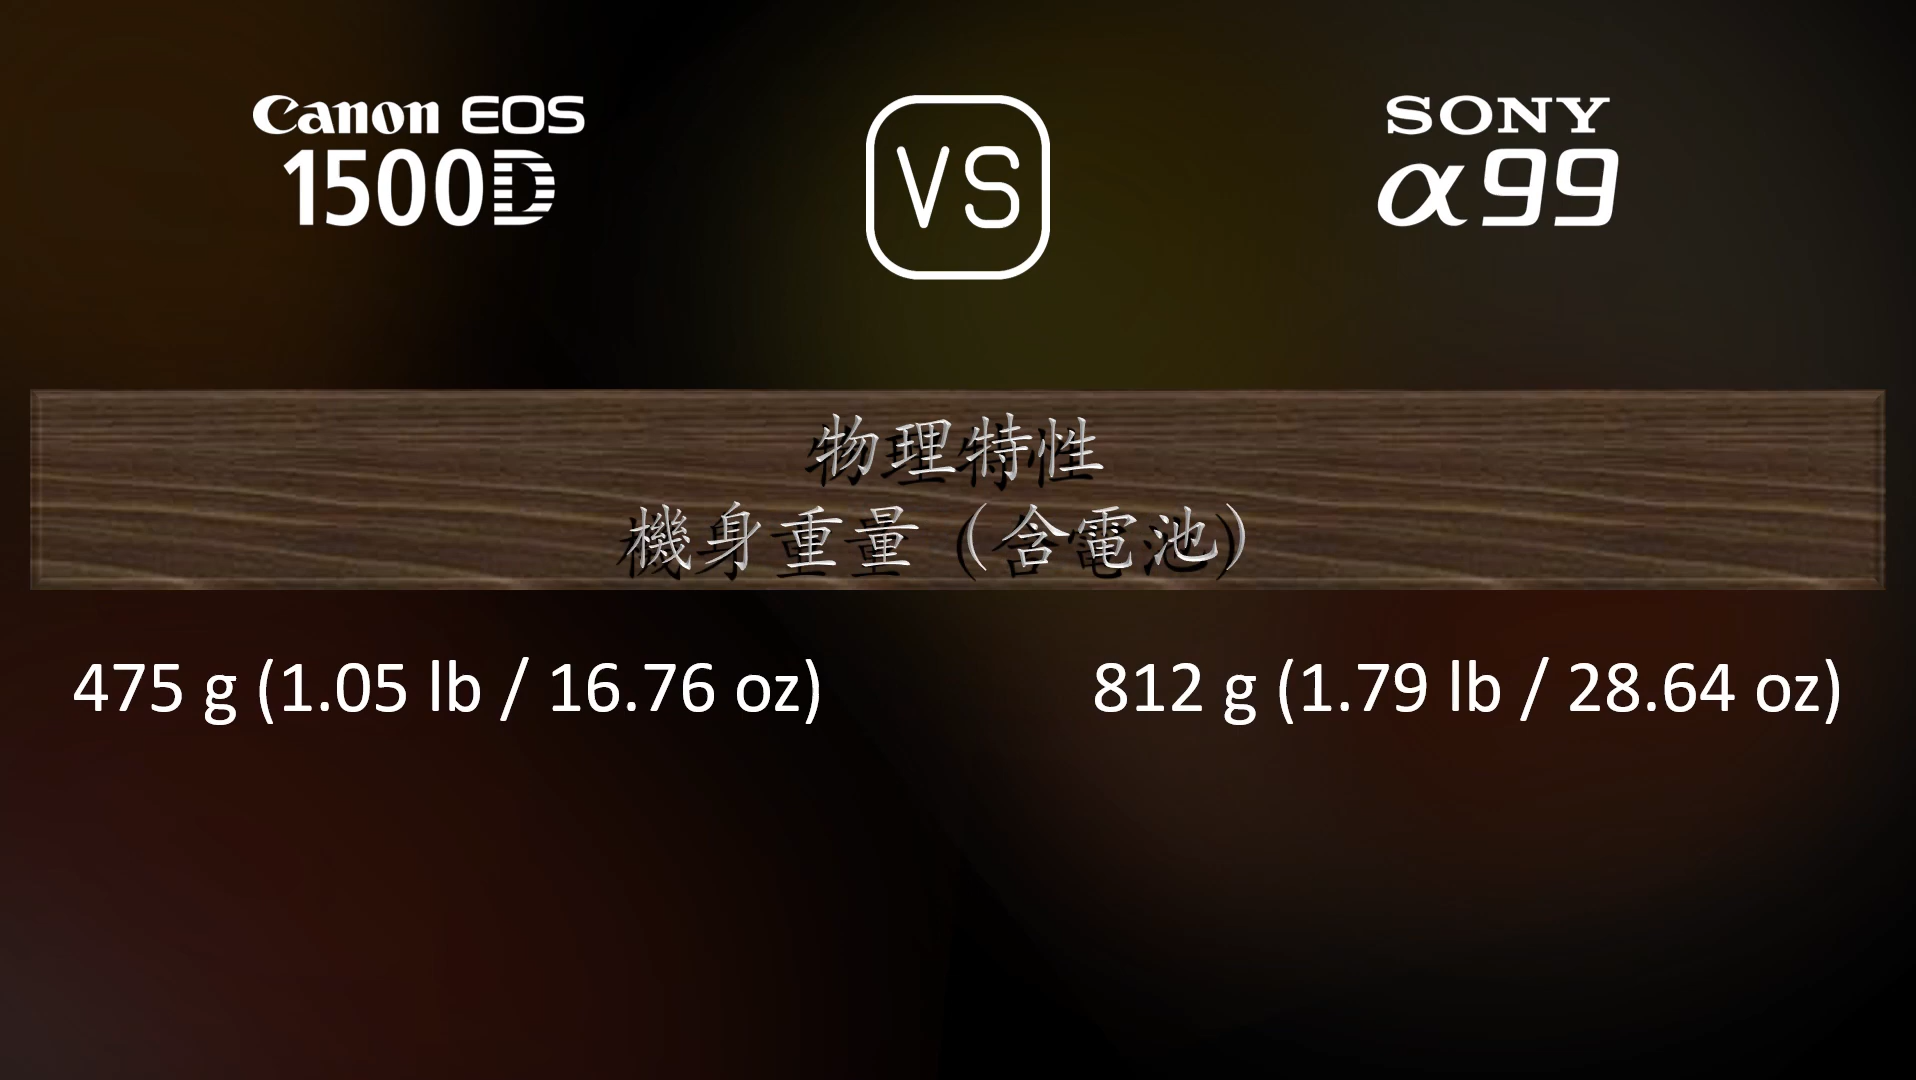 Canon EOS
1500D
VS
SONY
α99
物理特性
機身重量（含電池）
475 g (1.05 lb / 16.76 oz)
812 g (1.79 lb / 28.64 oz)